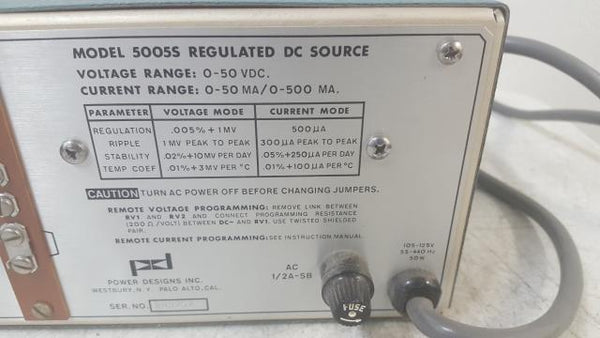 MODEL 5005S REGULATED DC SOURCE
VOLTAGE RANGE: 0-50 VDC.
CURRENT RANGE: 0-50 MA/0-500 MA.
PARAMETER VOLTAGE MODE CURRENT MODE
REGULATION .005% + 1MV 500μA
RIPPLE 1MV PEAK TO PEAK 300μA PEAK TO PEAK
STABILITY .02%+10MV PER DAY .05%+250μA PER DAY
TEMP COEF .01%+3MV PER °C .01%+100μA PER °C
CAUTION TURN AC POWER OFF BEFORE CHANGING JUMPERS.
REMOTE VOLTAGE PROGRAMMING: REMOVE LINK BETWEEN
RV1 AND RV2 AND CONNECT PROGRAMMING RESISTANCE
(200 Ω/VOLT) BETWEEN DC- AND RV1. USE TWISTED SHIELDED
PAIR.
REMOTE CURRENT PROGRAMMING: SEE INSTRUCTION MANUAL
pd
POWER DESIGNS INC.
WESTBURY, N.Y. PALO ALTO, CAL.
SER. NO.
AC
1/2A-SB
FUSE
105-125V
55-440 HZ
50W